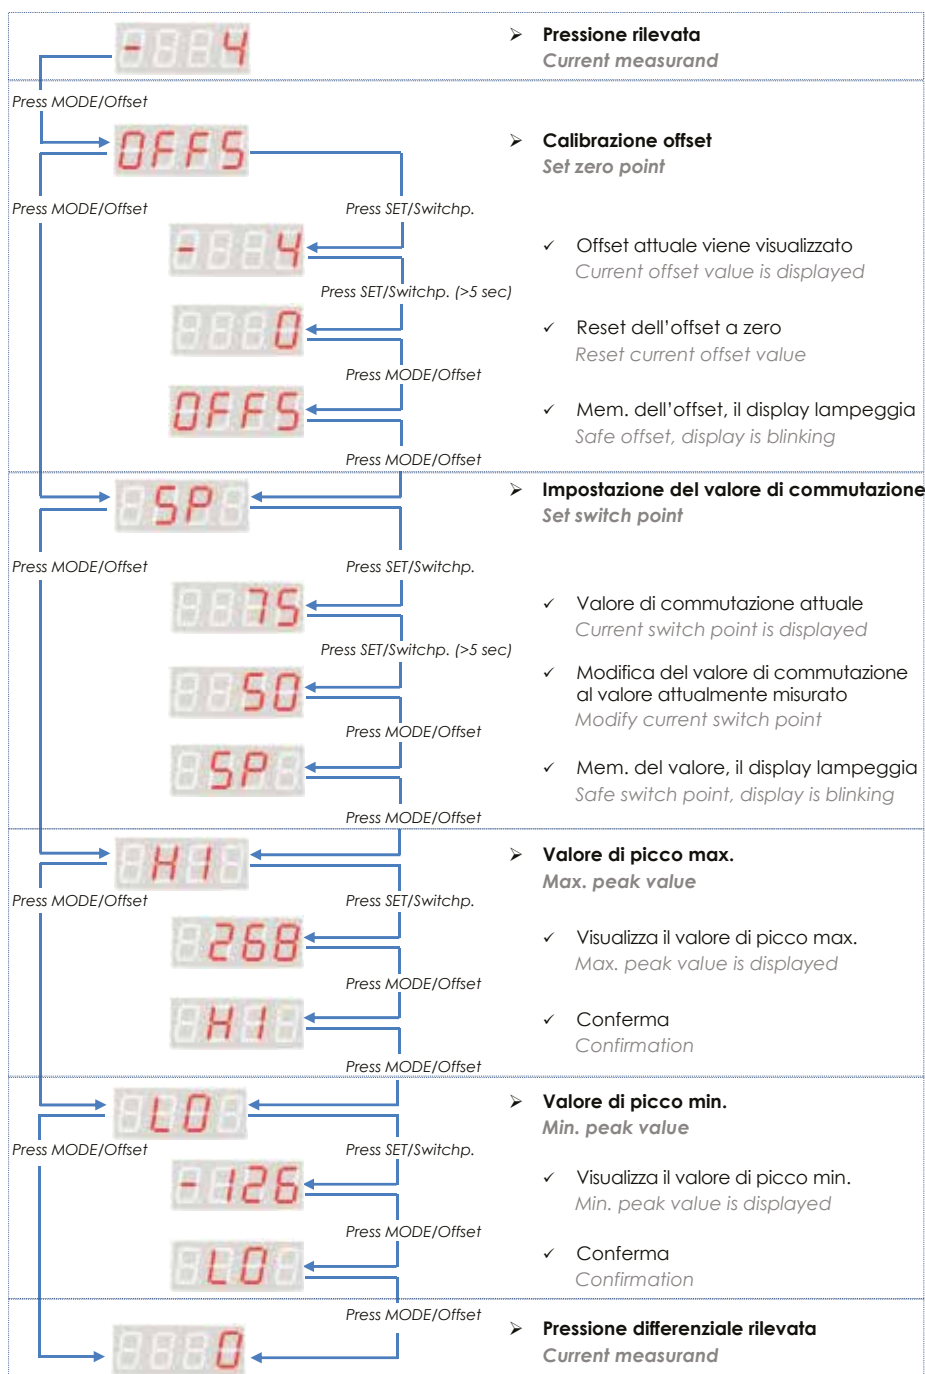 - 4
➢ Pressione rilevata
Current measurand
Press MODE/Offset
OFFS
➢ Calibrazione offset
Set zero point
Press MODE/Offset
Press SET/Switchp.
- 4
✓ Offset attuale viene visualizzato
Current offset value is displayed
Press SET/Switchp. (>5 sec)
0
✓ Reset dell'offset a zero
Reset current offset value
Press MODE/Offset
OFFS
✓ Mem. dell'offset, il display lampeggia
Safe offset, display is blinking
Press MODE/Offset
SP
➢ Impostazione del valore di commutazione
Set switch point
Press MODE/Offset
Press SET/Switchp.
75
✓ Valore di commutazione attuale
Current switch point is displayed
Press SET/Switchp. (>5 sec)
50
✓ Modifica del valore di commutazione
al valore attualmente misurato
Modify current switch point
Press MODE/Offset
SP
✓ Mem. del valore, il display lampeggia
Safe switch point, display is blinking
Press MODE/Offset
HI
➢ Valore di picco max.
Max. peak value
Press MODE/Offset
Press SET/Switchp.
268
✓ Visualizza il valore di picco max.
Max. peak value is displayed
Press MODE/Offset
HI
✓ Conferma
Confirmation
Press MODE/Offset
LO
➢ Valore di picco min.
Min. peak value
Press MODE/Offset
Press SET/Switchp.
-126
✓ Visualizza il valore di picco min.
Min. peak value is displayed
Press MODE/Offset
LO
✓ Conferma
Confirmation
Press MODE/Offset
0
➢ Pressione differenziale rilevata
Current measurand